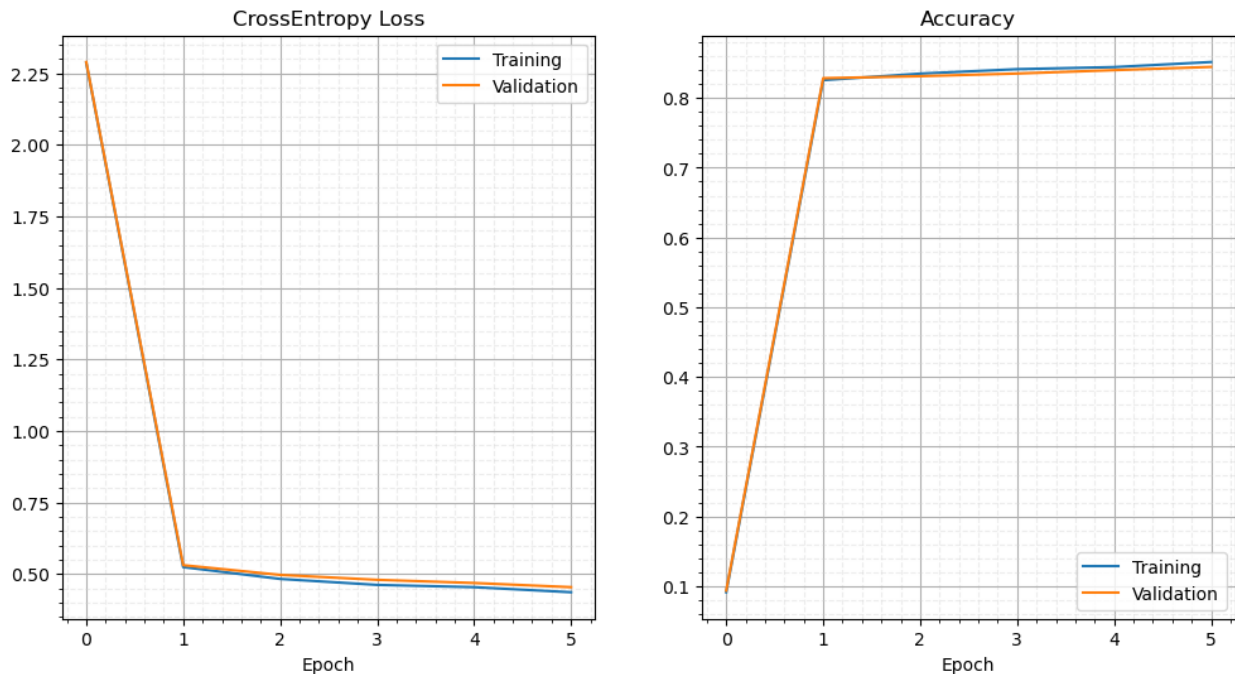 CrossEntropy Loss
2.25
2.00
1.75
1.50
1.25
1.00
0.75
0.50
0 1 2 3 4 5
Epoch
Training
Validation
Accuracy
0.8
0.7
0.6
0.5
0.4
0.3
0.2
0.1
0 1 2 3 4 5
Epoch
Training
Validation